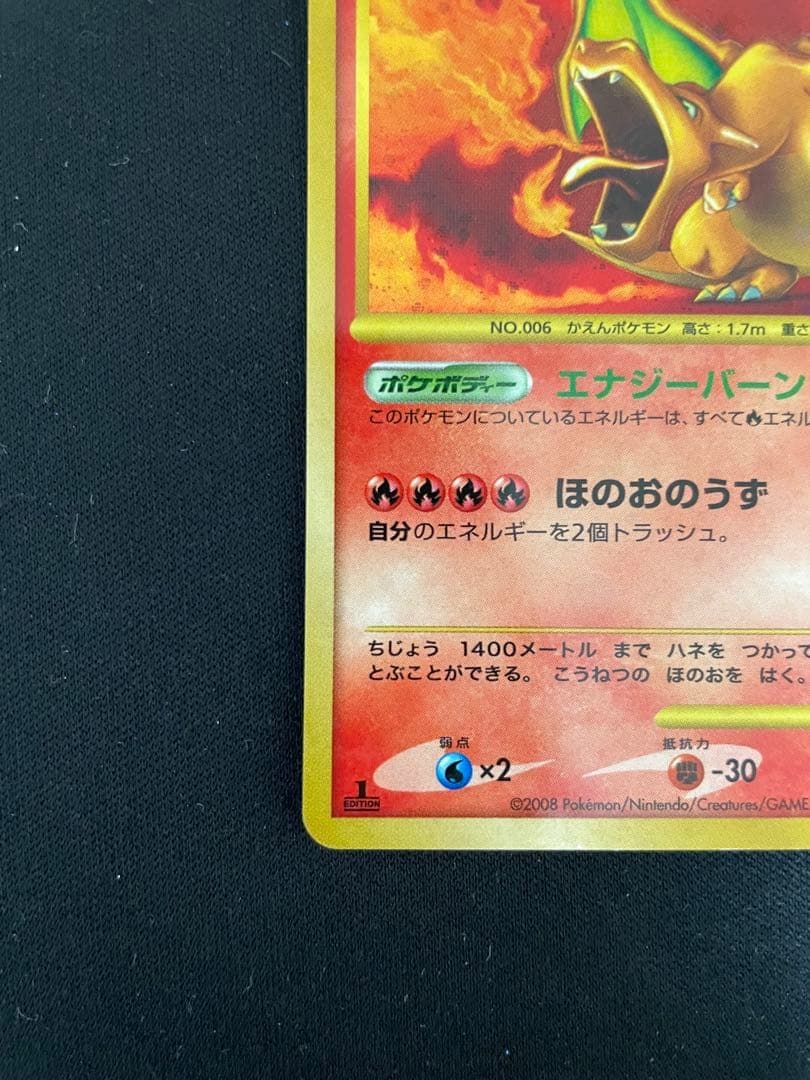 NO.006 かえんポケモン 高さ:1.7m 重さ
ポケボディー エナジーバーン
このポケモンについているエネルギーは、すべて エネル
ほのおのうず
自分のエネルギーを2個トラッシュ。
ちじょう 1400メートル まで ハネを つかって
とぶことができる。 こうねつの ほのおを はく。
弱点 抵抗力
×2 -30
1 EDITION
©2008 Pokémon/Nintendo/Creatures/GAME